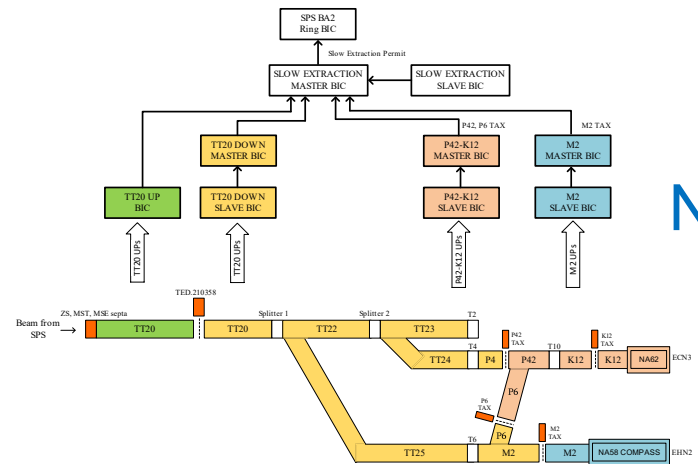 SPS BA2
Ring BIC
Slow Extraction Permit
SLOW EXTRACTION
MASTER BIC
SLOW EXTRACTION
SLAVE BIC
P42, P6 TAX
M2 TAX
TT20 DOWN
MASTER BIC
P42-K12
MASTER BIC
M2
MASTER BIC
TT20 UP
BIC
TT20 DOWN
SLAVE BIC
P42-K12
SLAVE BIC
M2
SLAVE BIC
N
TT20 UPs
TT20 UPs
P42-K12 UPs
M2 UPs
TED.210358
ZS, MST, MSE septa
Splitter 1
Splitter 2
T2
Beam from
SPS
TT20
TT20
TT22
TT23
P42
TAX
K12
TAX
T4
T10
TT24
P4
P42
K12
K12
NA62
ECN3
P6
P6
TAX
P6
M2
TAX
T6
TT25
M2
M2
NA58 COMPASS
EHN2